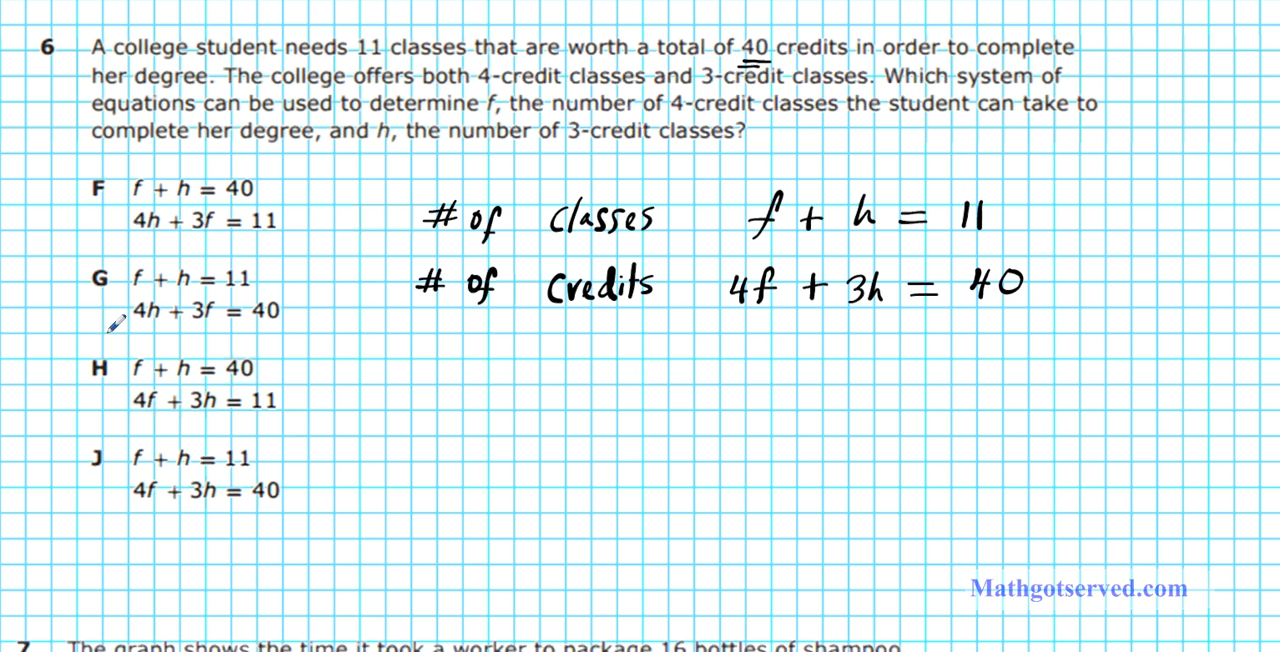 6 A college student needs 11 classes that are worth a total of 40 credits in order to complete
her degree. The college offers both 4-credit classes and 3-credit classes. Which system of
equations can be used to determine f, the number of 4-credit classes the student can take to
complete her degree, and h, the number of 3-credit classes?
F f + h = 40
4h + 3f = 11
# of classes f + h = 11
G f + h = 11
4h + 3f = 40
# of credits 4f + 3h = 40
H f + h = 40
4f + 3h = 11
J f + h = 11
4f + 3h = 40
Mathgotserved.com
7 The graph shows the time it took a worker to package 16 bottles of shampoo